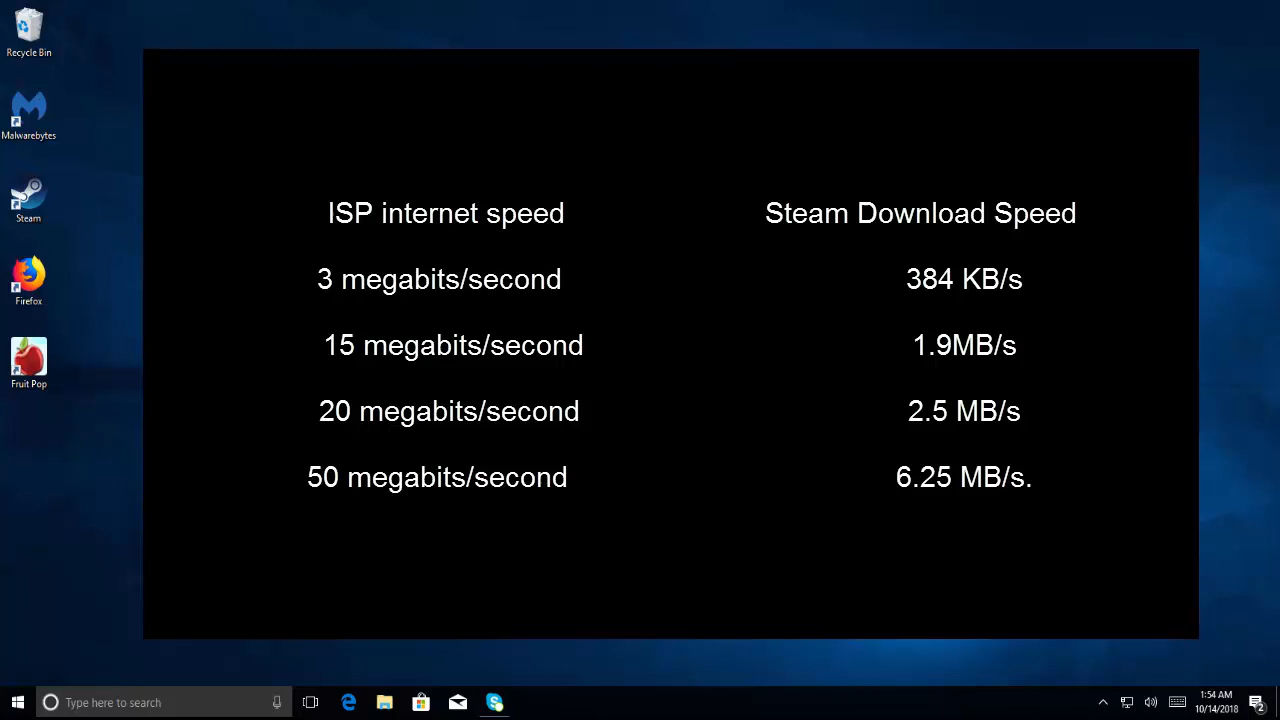 Recycle Bin
Malwarebytes
Steam
Firefox
Fruit Pop
ISP internet speed Steam Download Speed
3 megabits/second 384 KB/s
15 megabits/second 1.9MB/s
20 megabits/second 2.5 MB/s
50 megabits/second 6.25 MB/s.
Type here to search
1:54 AM
10/14/2018
2